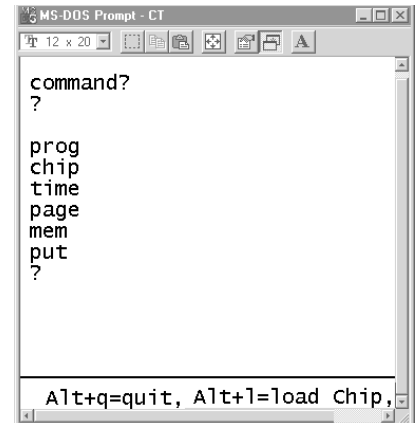 MS-DOS Prompt - CT
12 x 20
A
command?
?
prog
chip
time
page
mem
put
?
Alt+q=quit, Alt+l=load Chip,